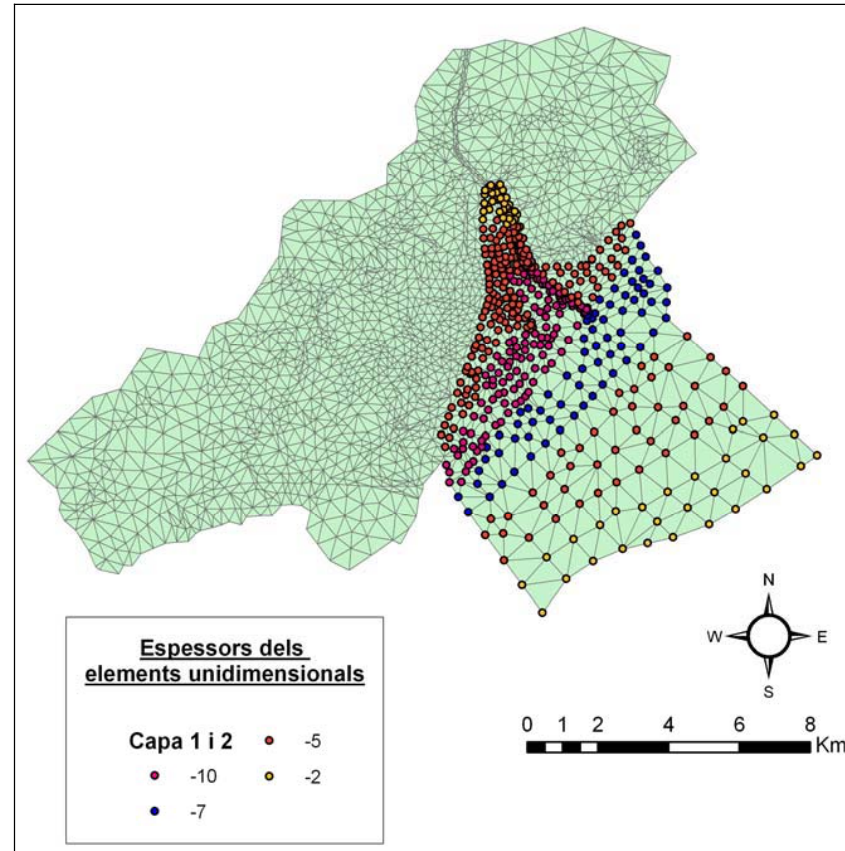 N
W E
S
0 1 2 4 6 8
Km
Espessors dels
elements unidimensionals
Capa 1 i 2
-10
-7
-5
-2